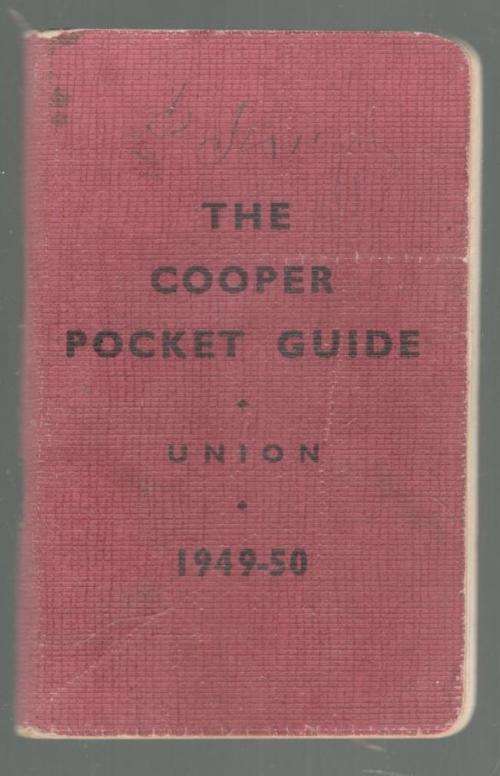 THE
COOPER
POCKET GUIDE
UNION
1949-50